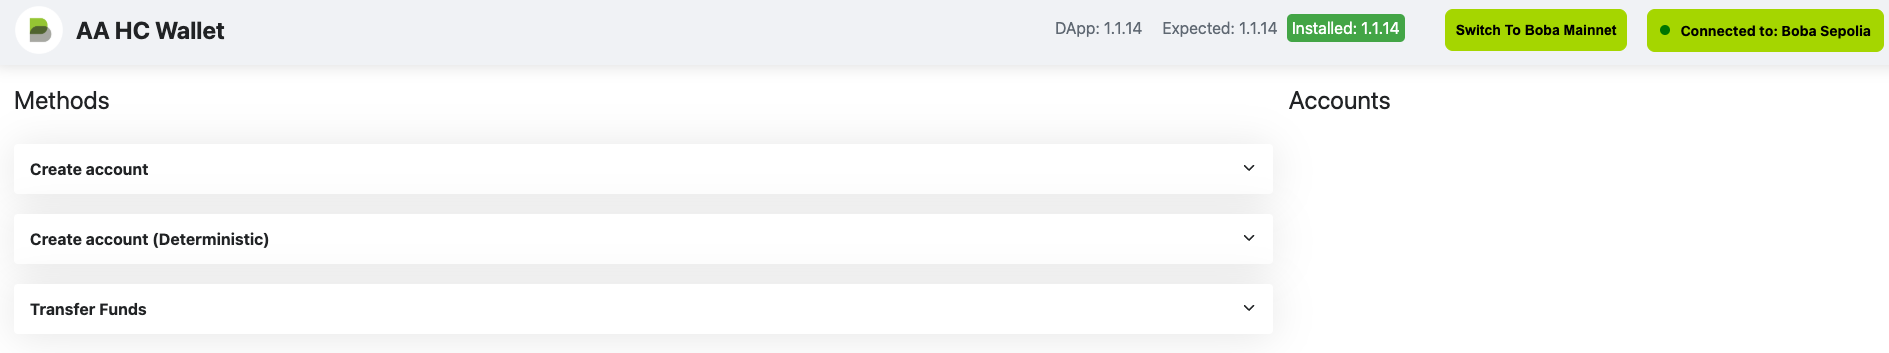 AA HC Wallet
DApp: 1.1.14 Expected: 1.1.14 Installed: 1.1.14 Switch To Boba Mainnet Connected to: Boba Sepolia
Methods
Accounts
Create account
Create account (Deterministic)
Transfer Funds